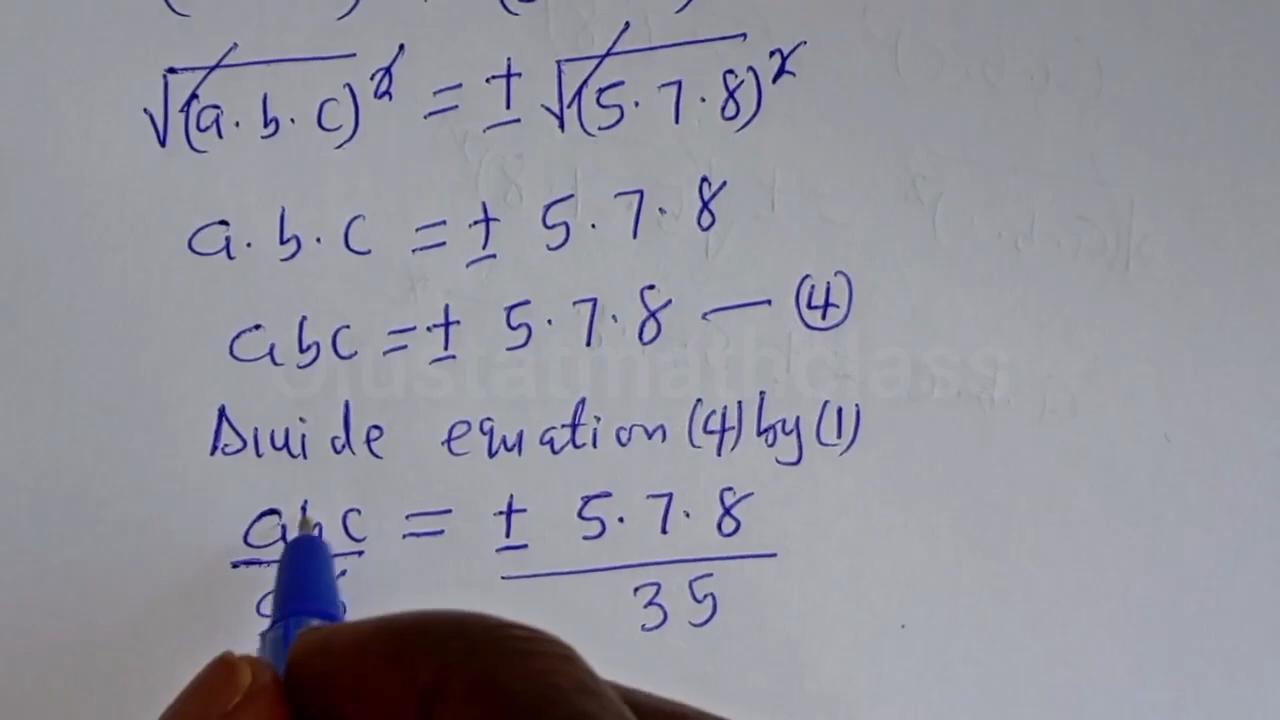 √(a.b.c)² = ± √(5.7.8)²
a.b.c = ± 5.7.8
abc = ± 5.7.8 — (4)
Divide equation (4) by (1)
abc = ± 5.7.8
35